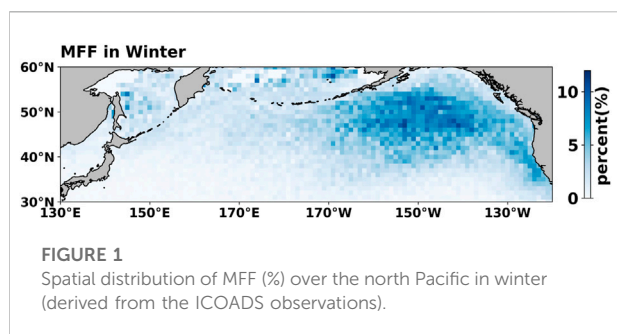 MFF in Winter
60°N
50°N
40°N
30°N
130°E
150°E
170°E
170°W
150°W
130°W
10
5
0
percent(%)
FIGURE 1
Spatial distribution of MFF (%) over the north Pacific in winter
(derived from the ICOADS observations).